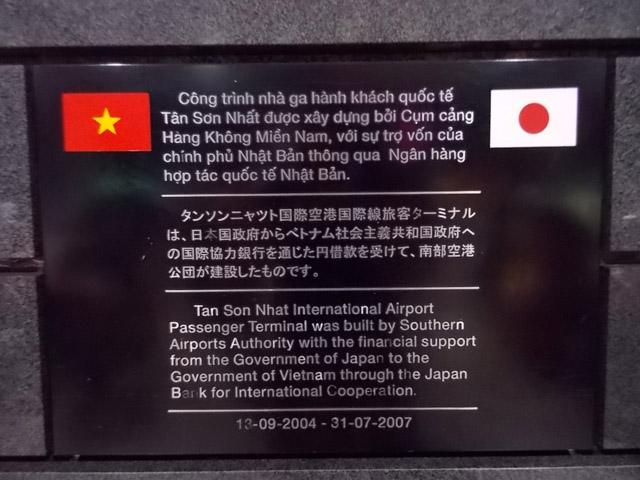 Công trình nhà ga hành khách quốc tế
Tân Sơn Nhất được xây dựng bởi Cụm cảng
Hàng Không Miền Nam, với sự trợ vốn của
chính phủ Nhật Bản thông qua Ngân hàng
hợp tác quốc tế Nhật Bản.
タンソンニャット国際空港国際線旅客ターミナル
は、日本国政府からベトナム社会主義共和国政府へ
の国際協力銀行を通じた円借款を受けて、南部空港
公団が建設したものです。
Tan Son Nhat International Airport
Passenger Terminal was built by Southern
Airports Authority with the financial support
from the Government of Japan to the
Government of Vietnam through the Japan
Bank for International Cooperation.
13-09-2004 - 31-07-2007